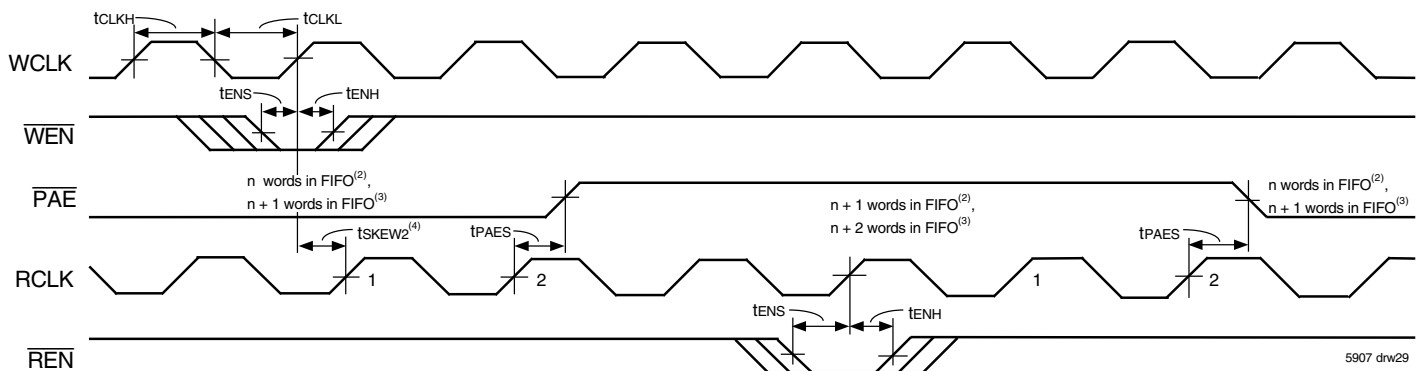 tCLKH
tCLKL
WCLK
tENS
tENH
WEN
n words in FIFO(2),
n + 1 words in FIFO(3)
PAE
n + 1 words in FIFO(2),
n + 2 words in FIFO(3)
n words in FIFO(2),
n + 1 words in FIFO(3)
tSKEW2(4)
tPAES
tPAES
RCLK
1
2
1
2
tENS
tENH
REN
5907 drw29